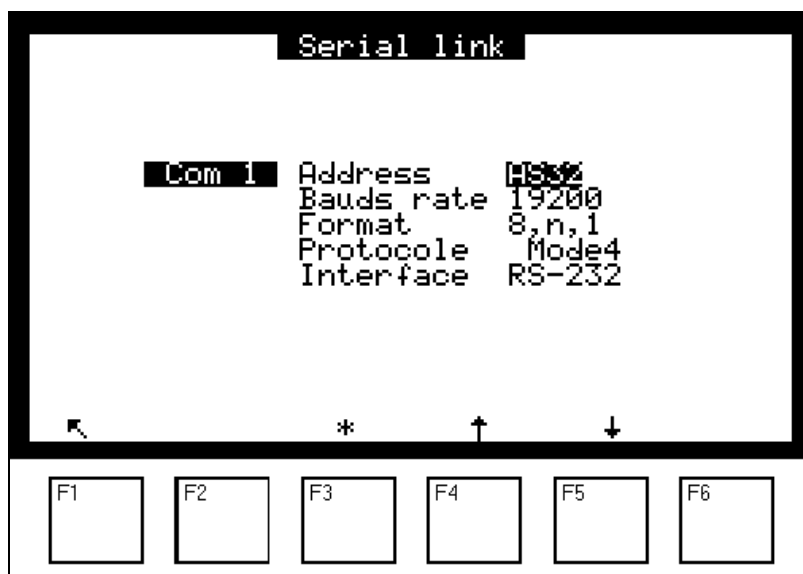 Serial link
Com 1 Address AS32
Bauds rate 19200
Format 8,n,1
Protocole Mode4
Interface RS-232
*
F1 F2 F3 F4 F5 F6